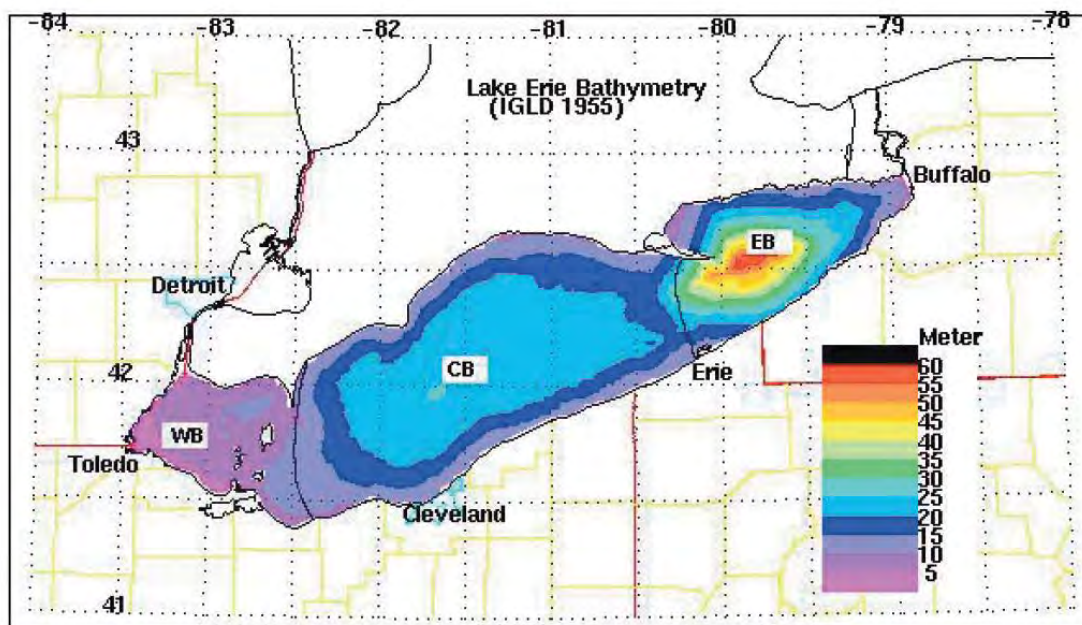 -84 -83 -82 -81 -80 -79 -78
Lake Erie Bathymetry
(IGLD 1955)
43
Buffalo
EB
Detroit
Meter
42
CB
Erie
60
55
50
WB
45
40
Toledo
35
30
25
Cleveland
20
15
10
5
41